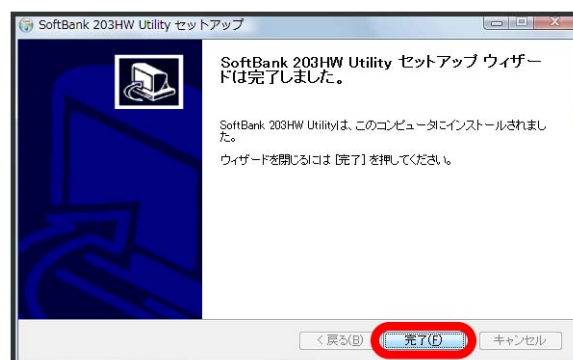 SoftBank 203HW Utility セットアップ
SoftBank 203HW Utility セットアップ ウィザー
ドは完了しました。
SoftBank 203HW Utilityは、このコンピュータにインストールされまし
た。
ウィザードを閉じるには [完了] を押してください。
< 戻る(B)
完了(F)
キャンセル